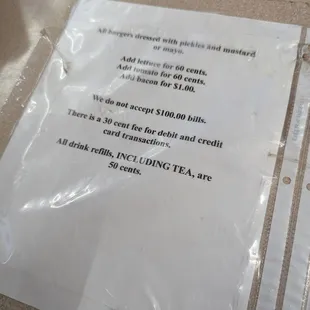 All burgers dressed with pickles and mustard
or mayo.
Add lettuce for 60 cents.
Add tomato for 60 cents.
Add bacon for $1.00.
We do not accept $100.00 bills.
There is a 30 cent fee for debit and credit
card transactions.
All drink refills, INCLUDING TEA, are
50 cents.